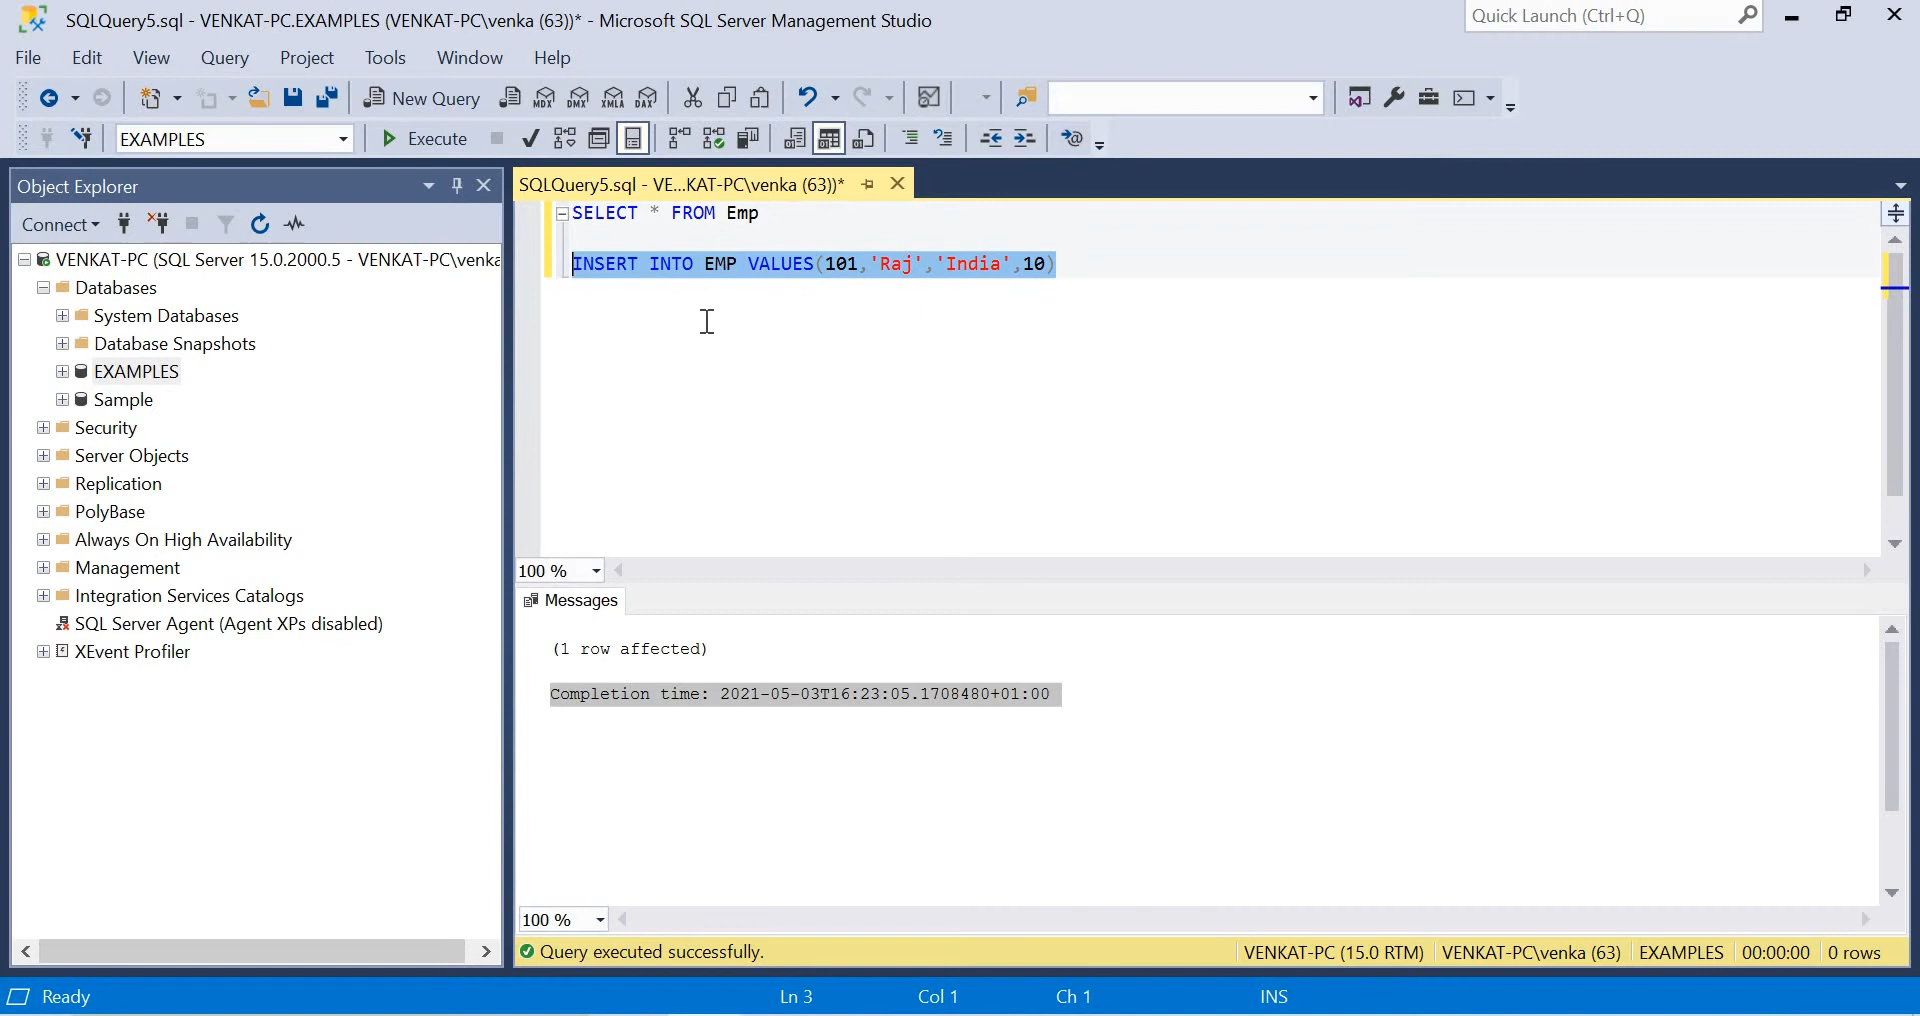 SQLQuery5.sql - VENKAT-PC.EXAMPLES (VENKAT-PC\venka (63))* - Microsoft SQL Server Management Studio
Quick Launch (Ctrl+Q)
File Edit View Query Project Tools Window Help
New Query MDX DMX XMLA DAX
EXAMPLES Execute
Object Explorer
SQLQuery5.sql - VE...KAT-PC\venka (63))*
Connect
SELECT * FROM Emp
INSERT INTO EMP VALUES(101,'Raj','India',10)
VENKAT-PC (SQL Server 15.0.2000.5 - VENKAT-PC\venka
Databases
System Databases
Database Snapshots
EXAMPLES
Sample
Security
Server Objects
Replication
PolyBase
Always On High Availability
Management
Integration Services Catalogs
SQL Server Agent (Agent XPs disabled)
XEvent Profiler
100 %
Messages
(1 row affected)
Completion time: 2021-05-03T16:23:05.1708480+01:00
100 %
Query executed successfully.
VENKAT-PC (15.0 RTM) VENKAT-PC\venka (63) EXAMPLES 00:00:00 0 rows
Ready Ln 3 Col 1 Ch 1 INS